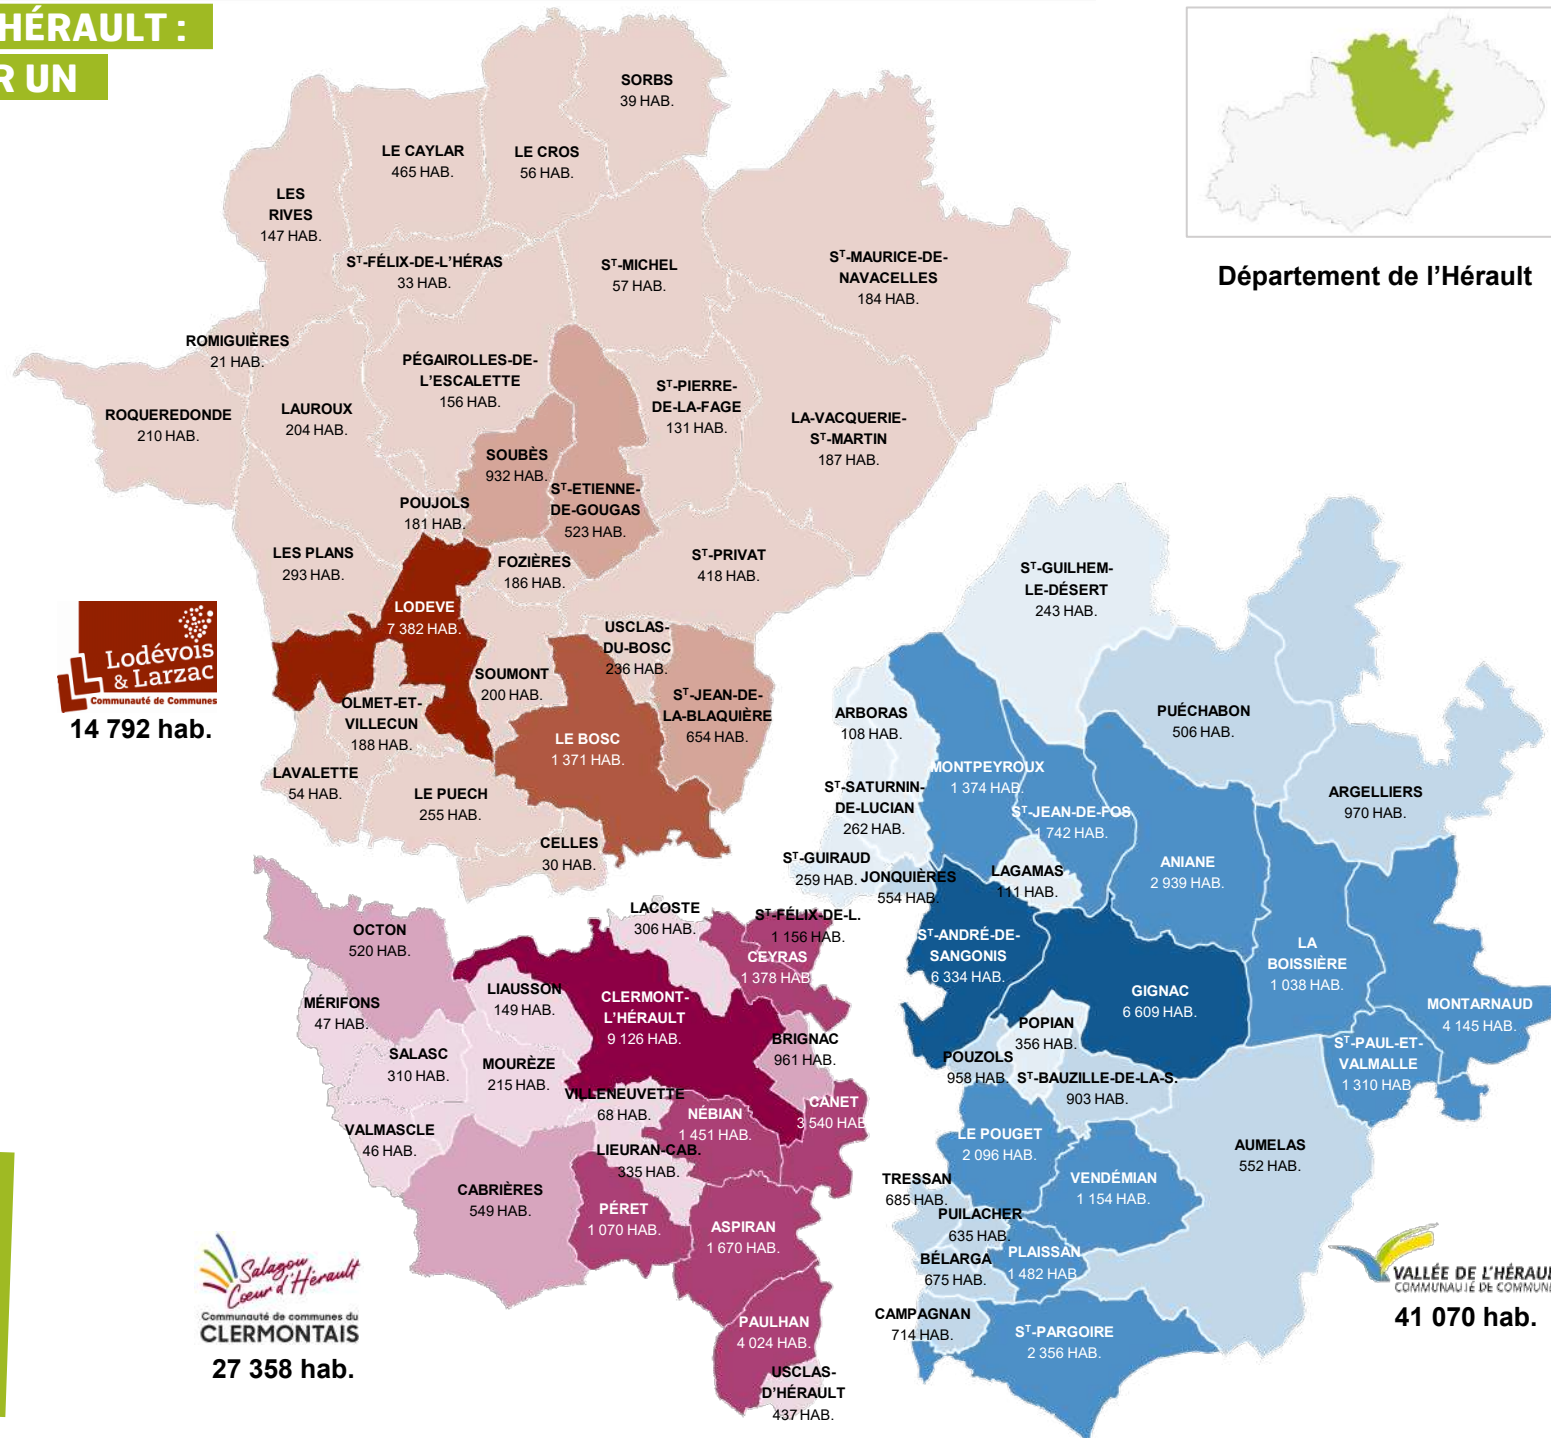 HÉRAULT :
R UN
SORBS
39 HAB.
LE CAYLAR
465 HAB.
LE CROS
56 HAB.
LES
RIVES
147 HAB.
Sᵀ-FÉLIX-DE-L'HÉRAS
33 HAB.
Sᵀ-MICHEL
57 HAB.
Sᵀ-MAURICE-DE-
NAVACELLES
184 HAB.
Département de l'Hérault
ROMIGUIÈRES
21 HAB.
PÉGAIROLLES-DE-
L'ESCALETTE
156 HAB.
Sᵀ-PIERRE-
DE-LA-FAGE
131 HAB.
ROQUEREDONDE
210 HAB.
LAUROUX
204 HAB.
LA-VACQUERIE-
Sᵀ-MARTIN
187 HAB.
SOUBÈS
932 HAB.
Sᵀ-ETIENNE-
DE-GOUGAS
523 HAB.
POUJOLS
181 HAB.
LES PLANS
293 HAB.
FOZIÈRES
186 HAB.
Sᵀ-PRIVAT
418 HAB.
LODEVE
7 382 HAB.
USCLAS-
DU-BOSC
236 HAB.
SOUMONT
200 HAB.
Sᵀ-JEAN-DE-
LA-BLAQUIÈRE
654 HAB.
OLMET-ET-
VILLECUN
188 HAB.
LE BOSC
1 371 HAB.
LAVALETTE
54 HAB.
LE PUECH
255 HAB.
CELLES
30 HAB.
Lodévois
& Larzac
Communauté de Communes
14 792 hab.
Sᵀ-GUILHEM-
LE-DÉSERT
243 HAB.
PUÉCHABON
506 HAB.
ARBORAS
108 HAB.
MONTPEYROUX
1 374 HAB.
ARGELLIERS
970 HAB.
Sᵀ-SATURNIN-
DE-LUCIAN
262 HAB.
Sᵀ-JEAN-DE-FOS
1 742 HAB.
Sᵀ-GUIRAUD
259 HAB.
JONQUIÈRES
554 HAB.
LAGAMAS
111 HAB.
ANIANE
2 939 HAB.
Sᵀ-ANDRÉ-DE-
SANGONIS
6 334 HAB.
LA
BOISSIÈRE
1 038 HAB.
GIGNAC
6 609 HAB.
MONTARNAUD
4 145 HAB.
POPIAN
356 HAB.
Sᵀ-PAUL-ET-
VALMALLE
1 310 HAB.
POUZOLS
958 HAB.
Sᵀ-BAUZILLE-DE-LA-S.
903 HAB.
LE POUGET
2 096 HAB.
AUMELAS
552 HAB.
TRESSAN
685 HAB.
VENDÉMIAN
1 154 HAB.
PUILACHER
635 HAB.
BÉLARGA
675 HAB.
PLAISSAN
1 482 HAB.
CAMPAGNAN
714 HAB.
Sᵀ-PARGOIRE
2 356 HAB.
VALLÉE DE L'HÉRAUL
COMMUNAUTÉ DE COMMUNE
41 070 hab.
LACOSTE
306 HAB.
Sᵀ-FÉLIX-DE-L.
1 156 HAB.
OCTON
520 HAB.
CEYRAS
1 378 HAB
LIAUSSON
149 HAB.
CLERMONT-
L'HÉRAULT
9 126 HAB.
MÉRIFONS
47 HAB.
BRIGNAC
961 HAB.
SALASC
310 HAB.
MOURÈZE
215 HAB.
VILLENEUVETTE
68 HAB.
CANET
3 540 HAB
NÉBIAN
1 451 HAB.
VALMASCLE
46 HAB.
LIEURAN-CAB.
335 HAB.
CABRIÈRES
549 HAB.
PÉRET
1 070 HAB.
ASPIRAN
1 670 HAB.
PAULHAN
4 024 HAB.
USCLAS-
D'HÉRAULT
437 HAB.
Salagou
Cœur d'Hérault
Communauté de communes du
CLERMONTAIS
27 358 hab.